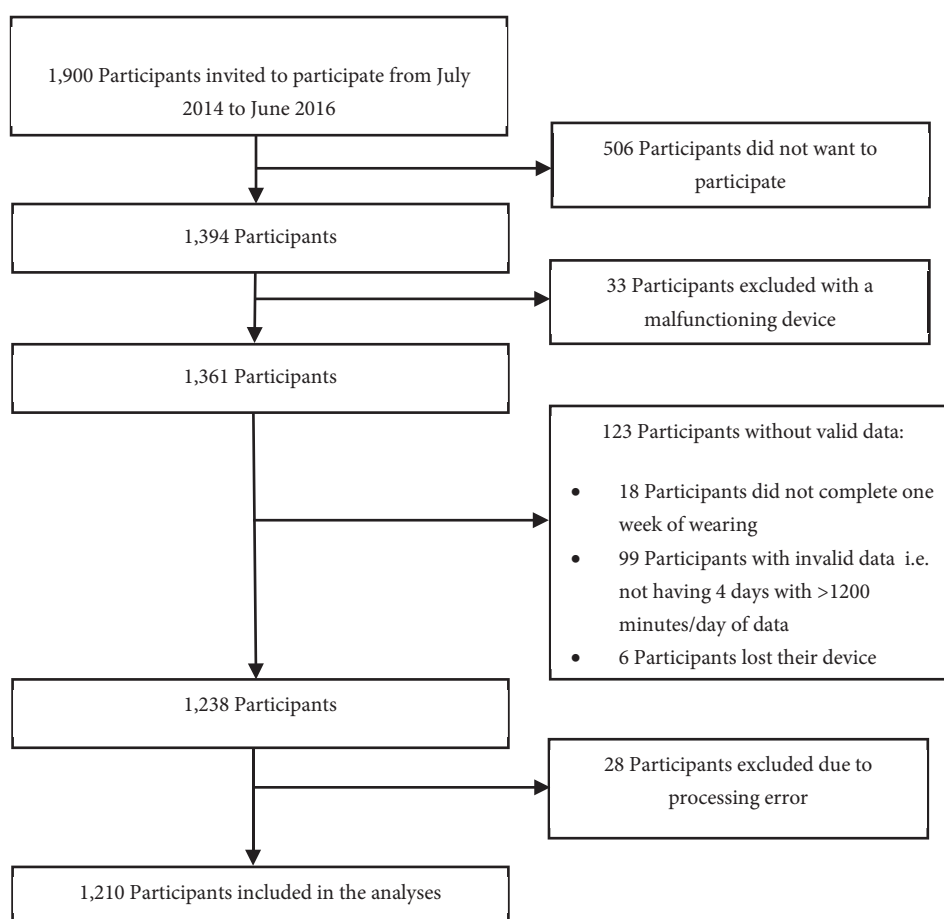 1,900 Participants invited to participate from July
2014 to June 2016
506 Participants did not want to
participate
1,394 Participants
33 Participants excluded with a
malfunctioning device
1,361 Participants
123 Participants without valid data:
• 18 Participants did not complete one
week of wearing
• 99 Participants with invalid data i.e.
not having 4 days with >1200
minutes/day of data
• 6 Participants lost their device
1,238 Participants
28 Participants excluded due to
processing error
1,210 Participants included in the analyses